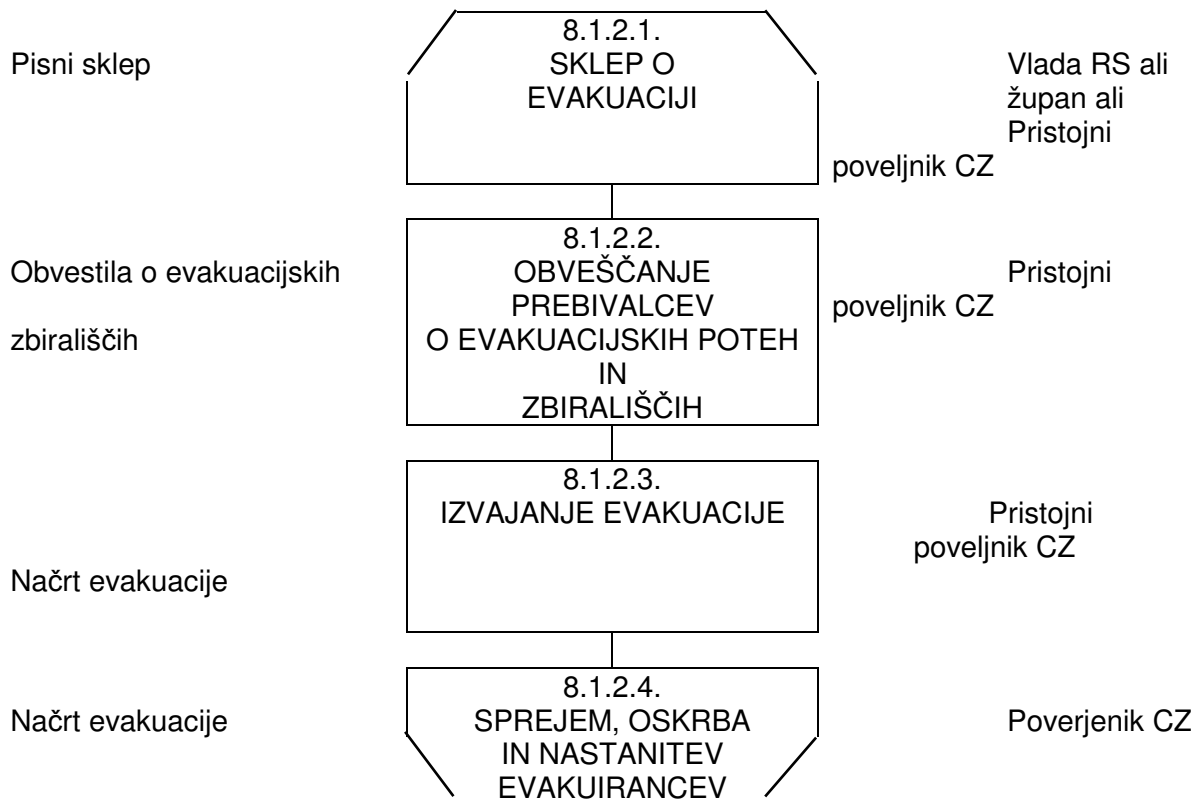 8.1.2.1.
Pisni sklep SKLEP O Vlada RS ali
EVAKUACIJI župan ali
Pristojni
poveljnik CZ
8.1.2.2.
Obvestila o evakuacijskih OBVEŠČANJE Pristojni
PREBIVALCEV poveljnik CZ
zbirališčih O EVAKUACIJSKIH POTEH
IN
ZBIRALIŠČIH
8.1.2.3.
IZVAJANJE EVAKUACIJE Pristojni
poveljnik CZ
Načrt evakuacije
8.1.2.4.
Načrt evakuacije SPREJEM, OSKRBA Poverjenik CZ
IN NASTANITEV
EVAKUIRANCEV